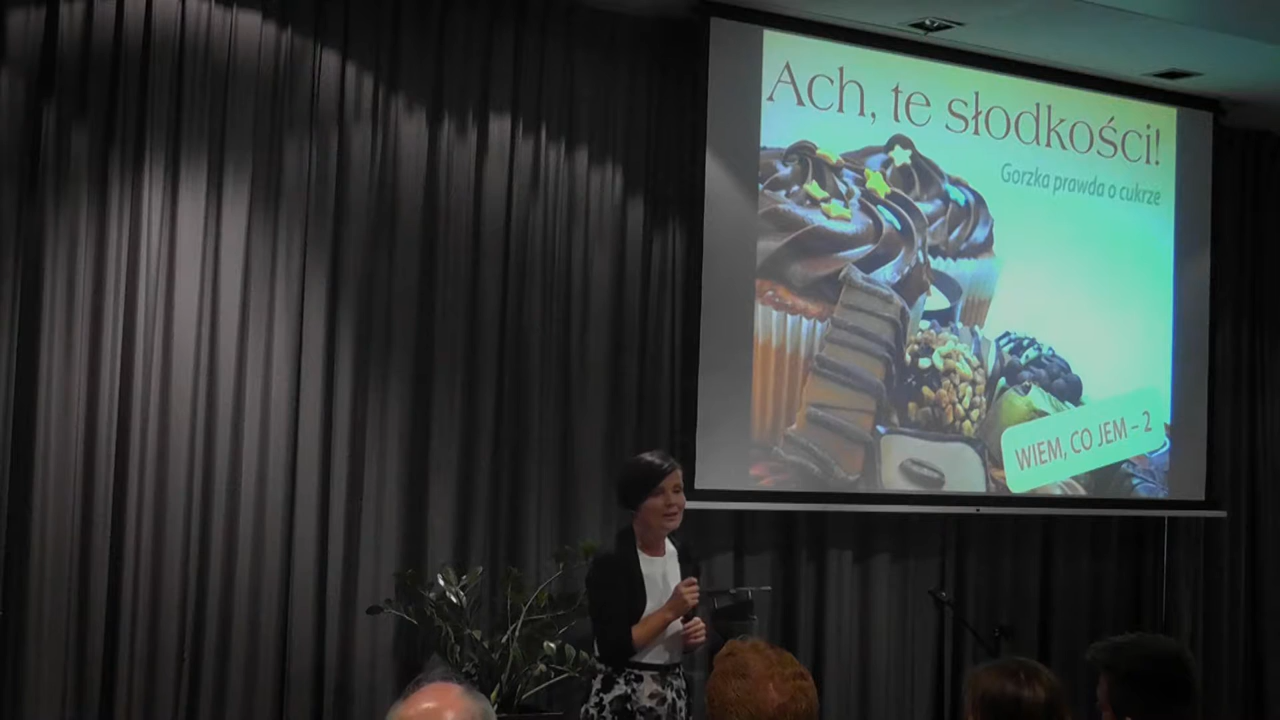 Ach, te słodkości!
Gorzka prawda o cukrze
WIEM, CO JEM – 2